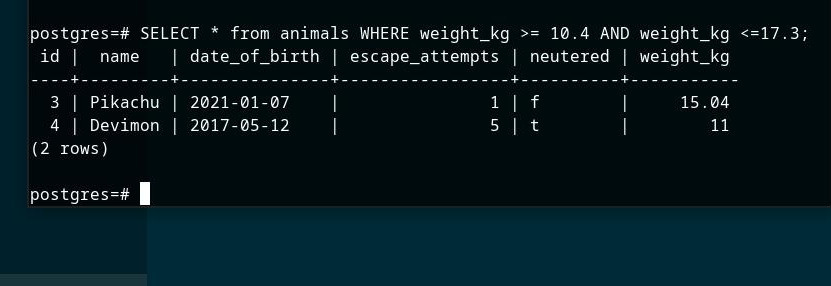 postgres=# SELECT * from animals WHERE weight_kg >= 10.4 AND weight_kg <=17.3;
 id |  name   | date_of_birth | escape_attempts | neutered | weight_kg
----+---------+---------------+-----------------+----------+-----------
  3 | Pikachu | 2021-01-07    |               1 | f        |     15.04
  4 | Devimon | 2017-05-12    |               5 | t        |        11
(2 rows)
postgres=#